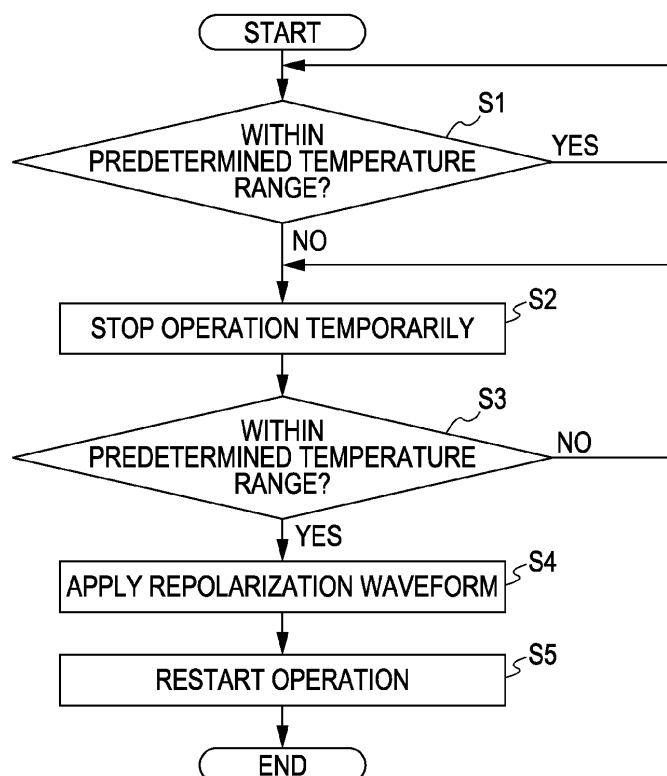 START
S1
WITHIN
PREDETERMINED TEMPERATURE
RANGE?
YES
NO
S2
STOP OPERATION TEMPORARILY
S3
WITHIN
PREDETERMINED TEMPERATURE
RANGE?
NO
YES
S4
APPLY REPOLARIZATION WAVEFORM
S5
RESTART OPERATION
END